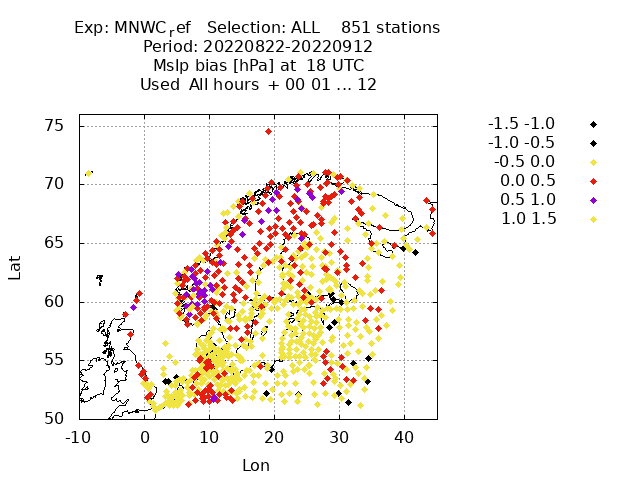 Exp: MNWC_ref Selection: ALL 851 stations
Period: 20220822-20220912
Mslp bias [hPa] at 18 UTC
Used All hours + 00 01 ... 12
75
70
65
60
55
50
-10 0 10 20 30 40
Lat
Lon
-1.5 -1.0
-1.0 -0.5
-0.5 0.0
0.0 0.5
0.5 1.0
1.0 1.5